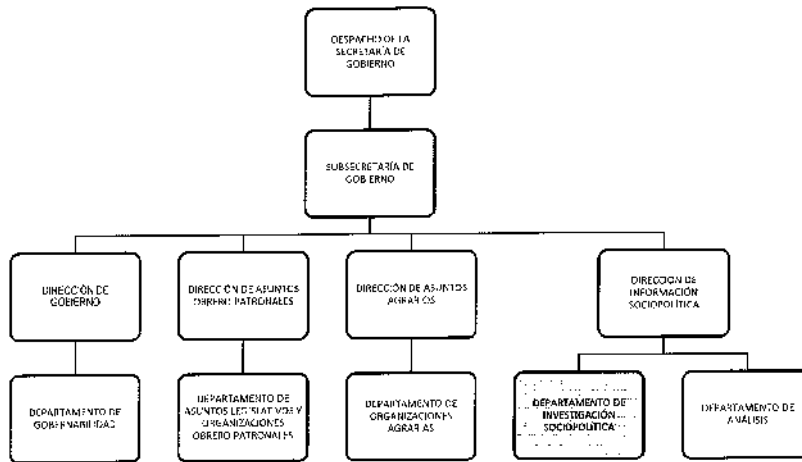 DESPACHO DE LA
SECRETARÍA DE
GOBIERNO
SUBSECRETARÍA DE
GOBIERNO
DIRECCIÓN DE
GOBIERNO
DIRECCIÓN DE ASUNTOS
OBRERO PATRONALES
DIRECCIÓN DE ASUNTOS
AGRARIOS
DIRECCIÓN DE
INFORMACIÓN
SOCIOPOLÍTICA
DEPARTAMENTO DE
GOBERNABILIDAD
DEPARTAMENTO DE
ASUNTOS LEGISLATIVOS Y
ORGANIZACIONES
OBRERO PATRONALES
DEPARTAMENTO DE
ORGANIZACIONES
AGRARIAS
DEPARTAMENTO DE
INVESTIGACIÓN
SOCIOPOLÍTICA
DEPARTAMENTO DE
ANÁLISIS